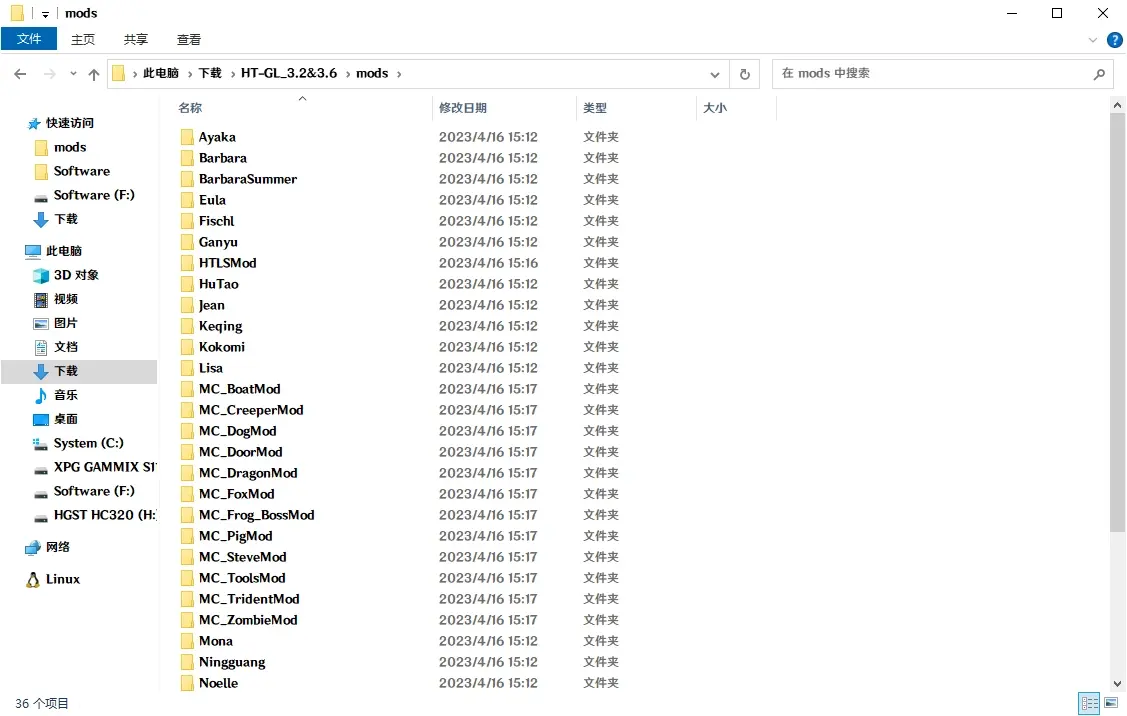 mods
文件 主页 共享 查看
此电脑 › 下载 › HT-GL_3.2&3.6 › mods ›
在 mods 中搜索
快速访问
mods
Software
Software (F:)
下载
此电脑
3D 对象
视频
图片
文档
下载
音乐
桌面
System (C:)
XPG GAMMIX S1
Software (F:)
HGST HC320 (H:
网络
Linux
名称 修改日期 类型 大小
Ayaka 2023/4/16 15:12 文件夹
Barbara 2023/4/16 15:12 文件夹
BarbaraSummer 2023/4/16 15:12 文件夹
Eula 2023/4/16 15:12 文件夹
Fischl 2023/4/16 15:12 文件夹
Ganyu 2023/4/16 15:12 文件夹
HTLSMod 2023/4/16 15:16 文件夹
HuTao 2023/4/16 15:12 文件夹
Jean 2023/4/16 15:12 文件夹
Keqing 2023/4/16 15:12 文件夹
Kokomi 2023/4/16 15:12 文件夹
Lisa 2023/4/16 15:12 文件夹
MC_BoatMod 2023/4/16 15:17 文件夹
MC_CreeperMod 2023/4/16 15:17 文件夹
MC_DogMod 2023/4/16 15:17 文件夹
MC_DoorMod 2023/4/16 15:17 文件夹
MC_DragonMod 2023/4/16 15:17 文件夹
MC_FoxMod 2023/4/16 15:17 文件夹
MC_Frog_BossMod 2023/4/16 15:17 文件夹
MC_PigMod 2023/4/16 15:17 文件夹
MC_SteveMod 2023/4/16 15:17 文件夹
MC_ToolsMod 2023/4/16 15:17 文件夹
MC_TridentMod 2023/4/16 15:17 文件夹
MC_ZombieMod 2023/4/16 15:17 文件夹
Mona 2023/4/16 15:12 文件夹
Ningguang 2023/4/16 15:12 文件夹
Noelle 2023/4/16 15:12 文件夹
36 个项目